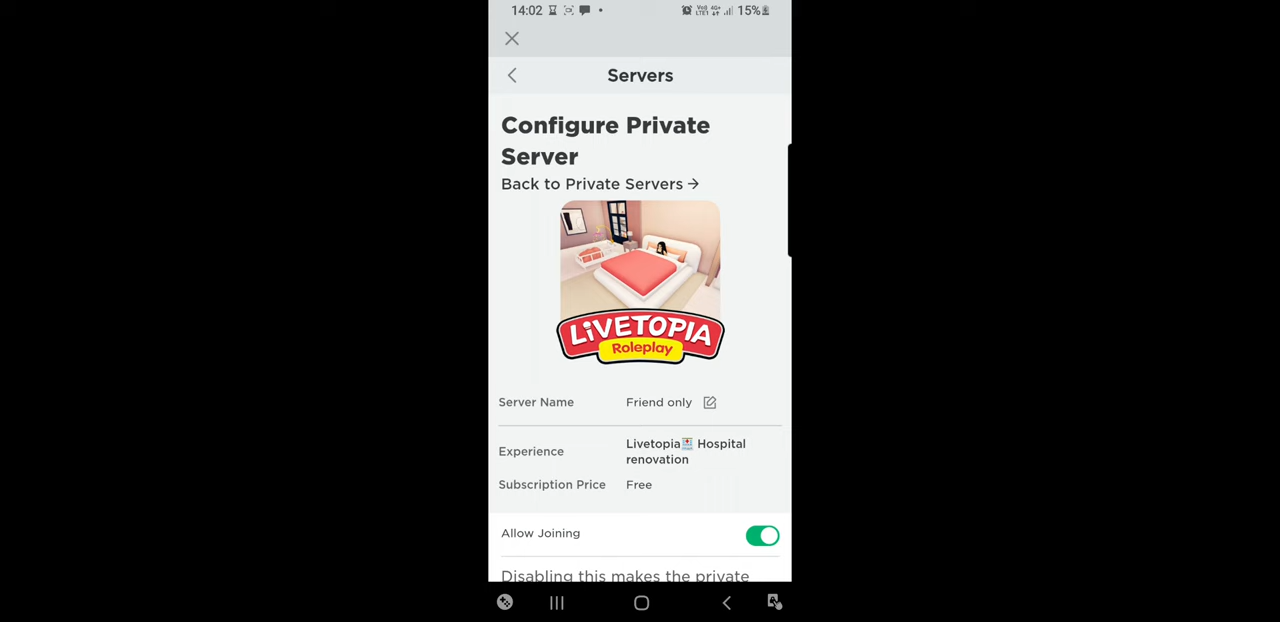 14:02 15%
Servers
Configure Private
Server
Back to Private Servers →
LIVETOPIA
Roleplay
Server Name Friend only
Experience Livetopia🏥 Hospital
renovation
Subscription Price Free
Allow Joining
Disabling this makes the private